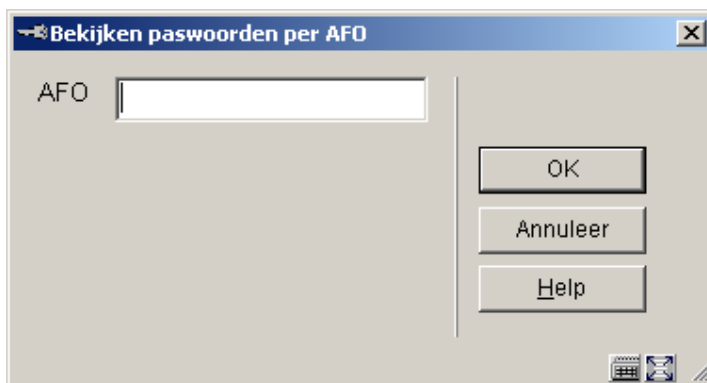 Bekijken paswoorden per AFO
AFO
OK
Annuleer
Help